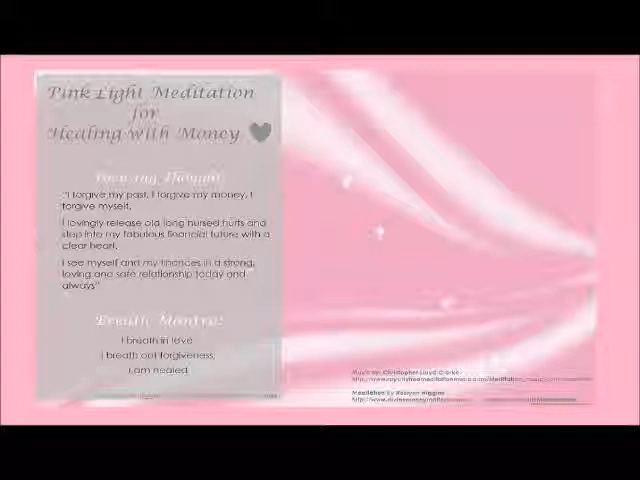 Pink Light Meditation
for
Healing with Money
"I forgive my past, I forgive my money, I
forgive myself.
I lovingly release old long nursed hurts and
step into my fabulous financial future with a
clear heart.
I see myself and my finances in a strong,
loving and safe relationship today and
always"
Breath Mantra:
I breath in love
I breath out forgiveness,
I am healed
Music by: Christopher Lloyd Clarke
Meditation by